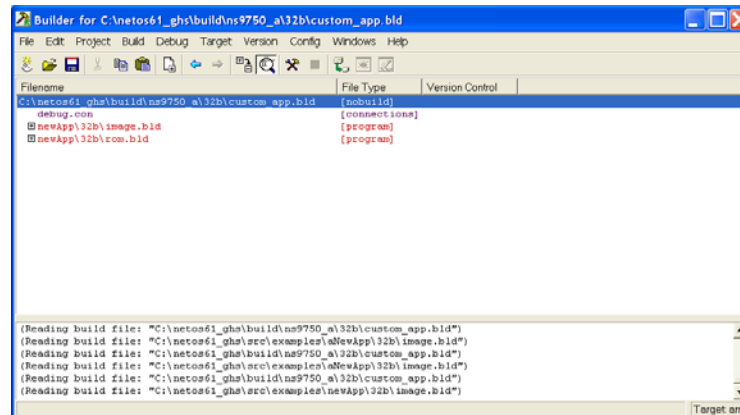 Builder for C:\netos61_ghs\build\ns9750_a\32b\custom_app.bld
File Edit Project Build Debug Target Version Config Windows Help
Filename File Type Version Control
C:\netos61_ghs\build\ns9750_a\32b\custom_app.bld [nobuild]
debug.con [connections]
newApp\32b\image.bld [program]
newApp\32b\rom.bld [program]
(Reading build file: "C:\netos61_ghs\build\ns9750_a\32b\custom_app.bld")
(Reading build file: "C:\netos61_ghs\src\examples\aNewApp\32b\image.bld")
(Reading build file: "C:\netos61_ghs\build\ns9750_a\32b\custom_app.bld")
(Reading build file: "C:\netos61_ghs\src\examples\aNewApp\32b\image.bld")
(Reading build file: "C:\netos61_ghs\build\ns9750_a\32b\custom_app.bld")
(Reading build file: "C:\netos61_ghs\src\examples\newApp\32b\image.bld")
Target an